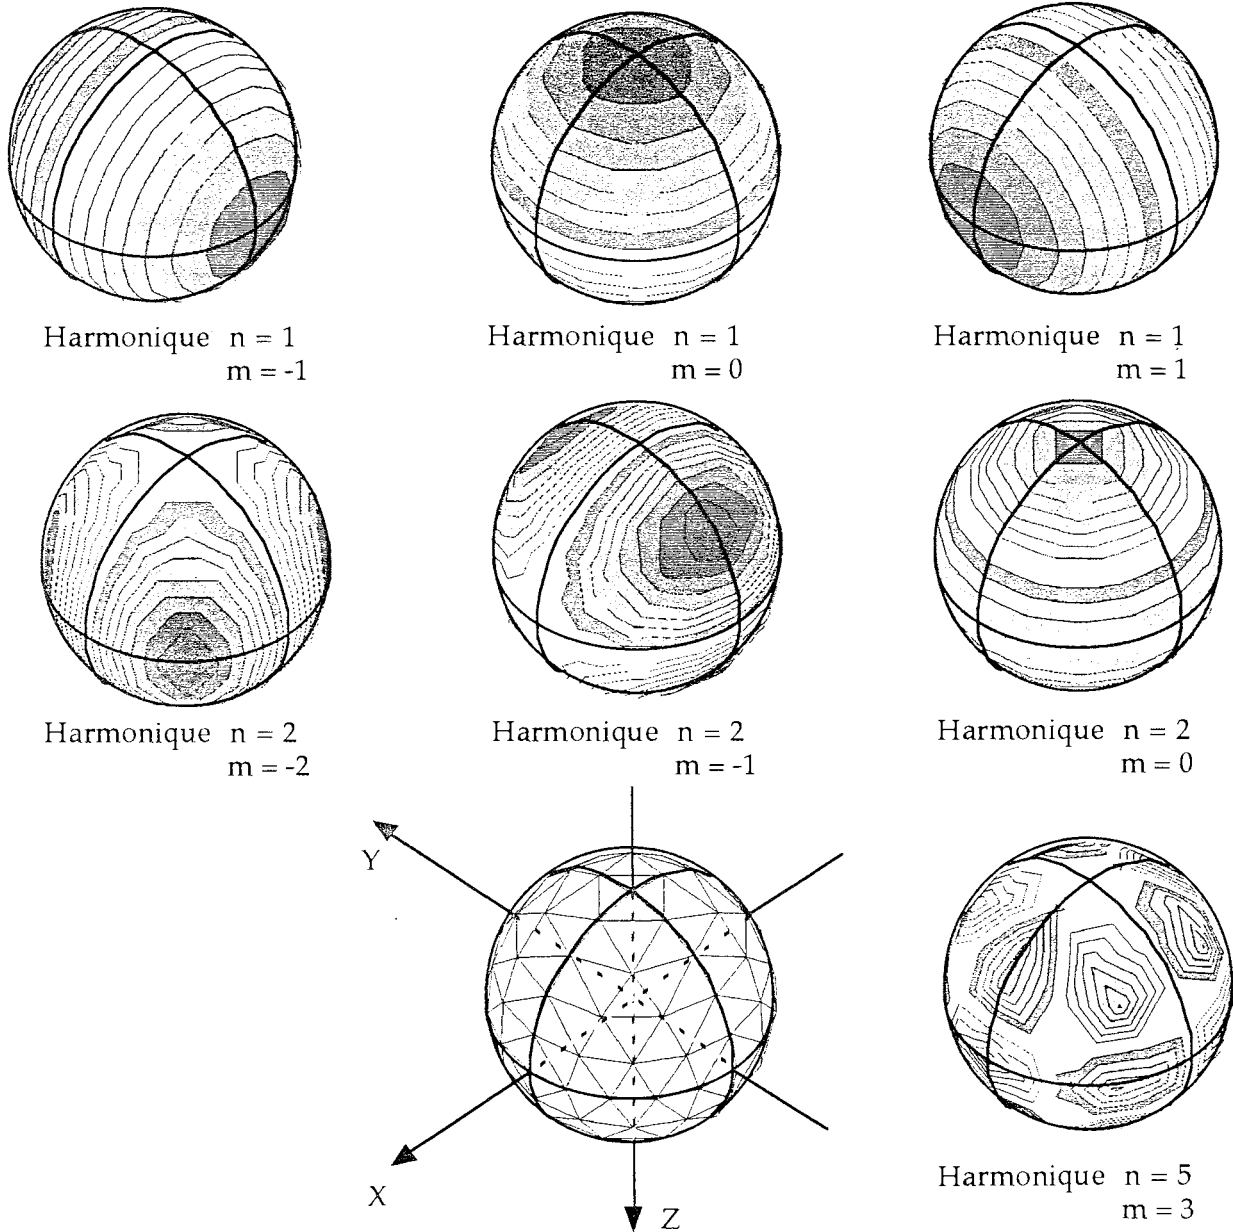 Harmonique n = 1
m = -1
Harmonique n = 1
m = 0
Harmonique n = 1
m = 1
Harmonique n = 2
m = -2
Harmonique n = 2
m = -1
Harmonique n = 2
m = 0
Y
X
Z
Harmonique n = 5
m = 3